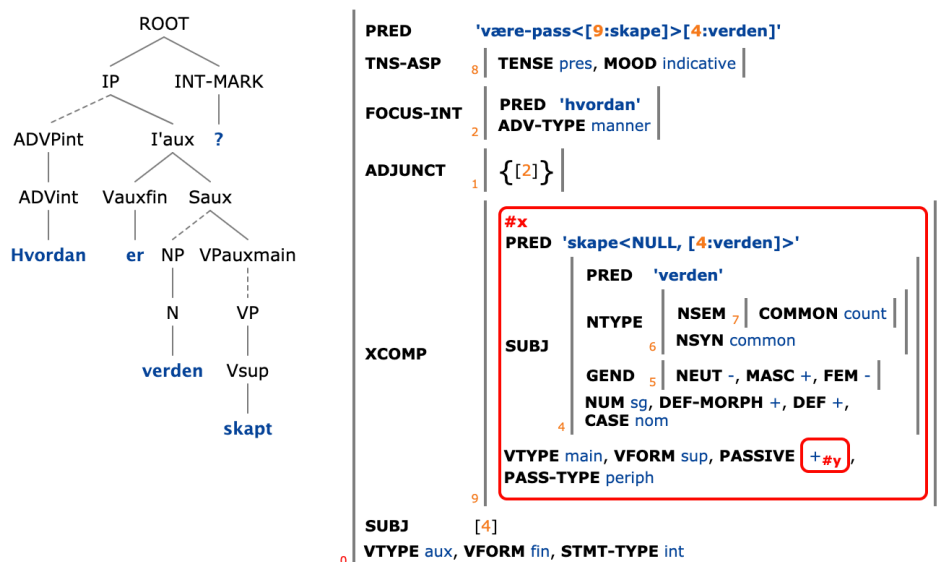 ROOT
IP INT-MARK
ADVPint I'aux ?
ADVint Vauxfin Saux
Hvordan er NP VPauxmain
N VP
verden Vsup
skapt
PRED 'være-pass<[9:skape]>[4:verden]'
TNS-ASP 8 TENSE pres, MOOD indicative
FOCUS-INT 2 PRED 'hvordan'
ADV-TYPE manner
ADJUNCT 1 {[2]}
XCOMP 9 #x
PRED 'skape<NULL, [4:verden]>'
SUBJ 4 PRED 'verden'
NTYPE 6 NSEM 7 COMMON count
NSYN common
GEND 5 NEUT -, MASC +, FEM -
NUM sg, DEF-MORPH +, DEF +,
CASE nom
VTYPE main, VFORM sup, PASSIVE +#y,
PASS-TYPE periph
SUBJ [4]
0 VTYPE aux, VFORM fin, STMT-TYPE int